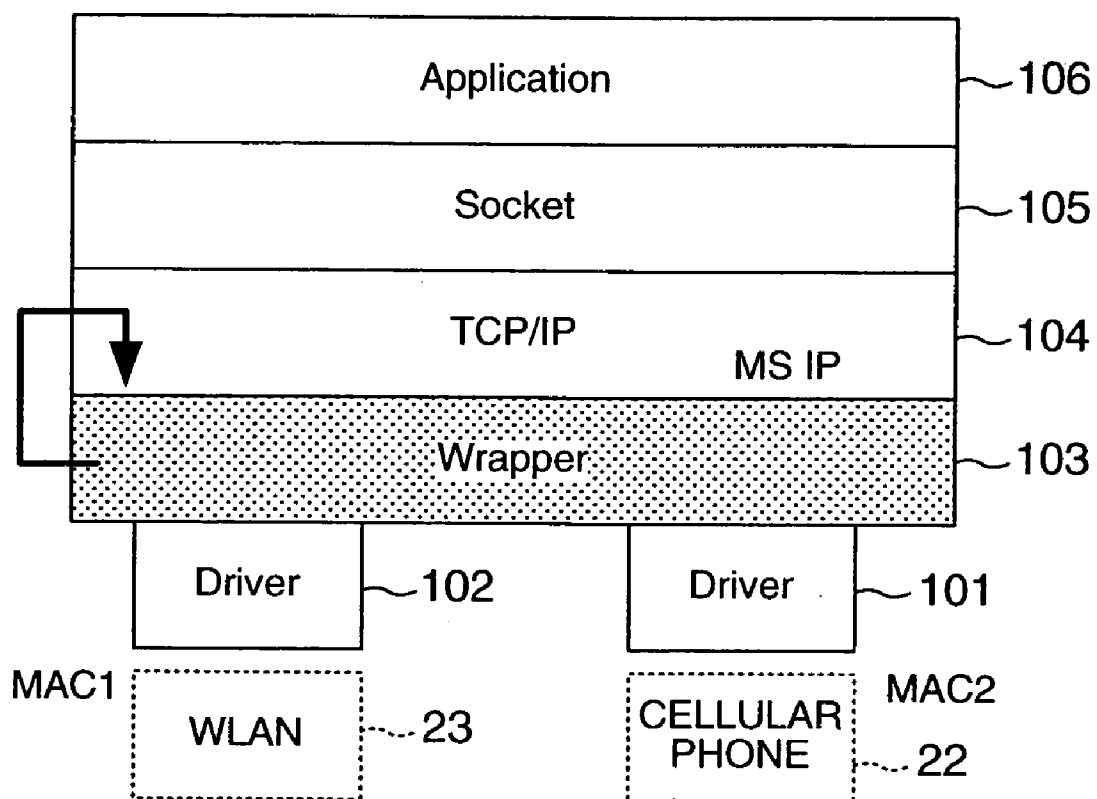 Application 106
Socket 105
TCP/IP 104
MS IP
Wrapper 103
Driver 102 Driver 101
MAC1 MAC2
WLAN 23 CELLULAR
PHONE 22